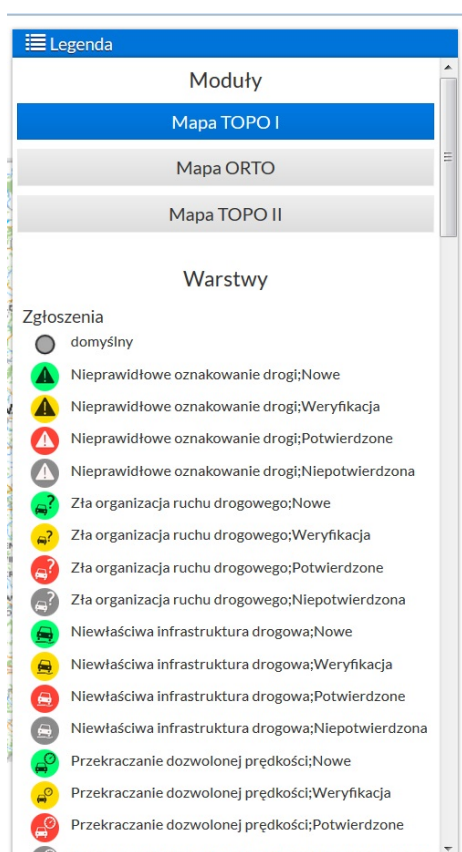 Legenda
Moduły
Mapa TOPO I
Mapa ORTO
Mapa TOPO II
Warstwy
Zgłoszenia
domyślny
Nieprawidłowe oznakowanie drogi;Nowe
Nieprawidłowe oznakowanie drogi;Weryfikacja
Nieprawidłowe oznakowanie drogi;Potwierdzone
Nieprawidłowe oznakowanie drogi;Niepotwierdzona
Zła organizacja ruchu drogowego;Nowe
Zła organizacja ruchu drogowego;Weryfikacja
Zła organizacja ruchu drogowego;Potwierdzone
Zła organizacja ruchu drogowego;Niepotwierdzona
Niewłaściwa infrastruktura drogowa;Nowe
Niewłaściwa infrastruktura drogowa;Weryfikacja
Niewłaściwa infrastruktura drogowa;Potwierdzone
Niewłaściwa infrastruktura drogowa;Niepotwierdzona
Przekraczanie dozwolonej prędkości;Nowe
Przekraczanie dozwolonej prędkości;Weryfikacja
Przekraczanie dozwolonej prędkości;Potwierdzone